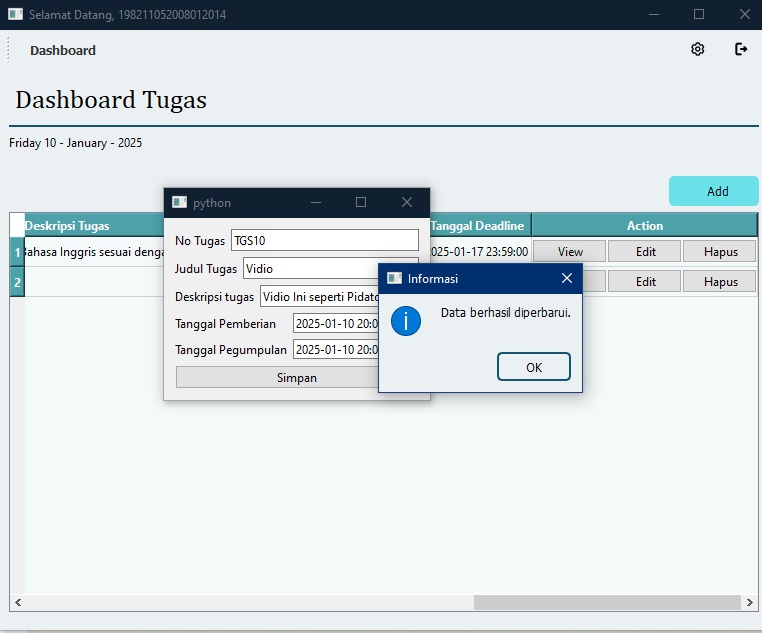 Selamat Datang, 198211052008012014
Dashboard
Dashboard Tugas
Friday 10 - January - 2025
Add
Deskripsi Tugas
Tanggal Deadline
Action
1
Bahasa Inggris sesuai denga
2025-01-17 23:59:00
View
Edit
Hapus
2
Edit
Hapus
python
No Tugas TGS10
Judul Tugas Vidio
Deskripsi tugas Vidio Ini seperti Pidato
Tanggal Pemberian 2025-01-10 20:0
Tanggal Pegumpulan 2025-01-10 20:0
Simpan
Informasi
Data berhasil diperbarui.
OK